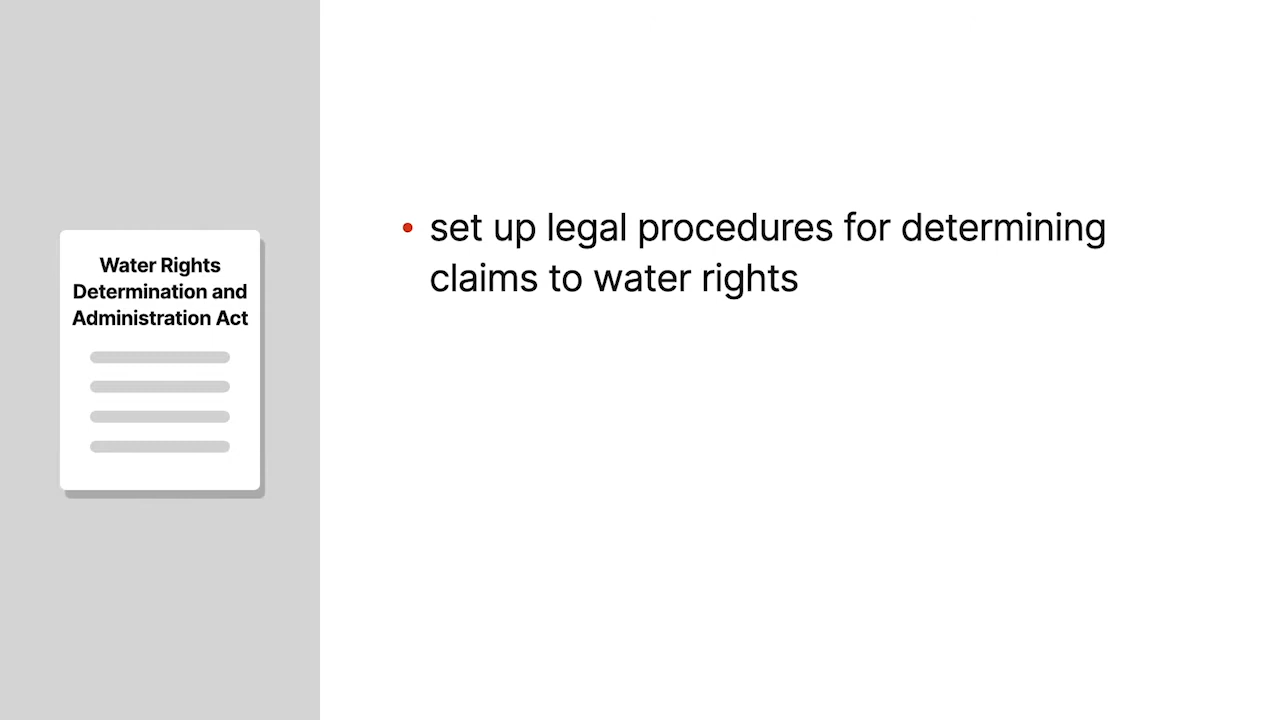 Water Rights
Determination and
Administration Act
• set up legal procedures for determining
claims to water rights